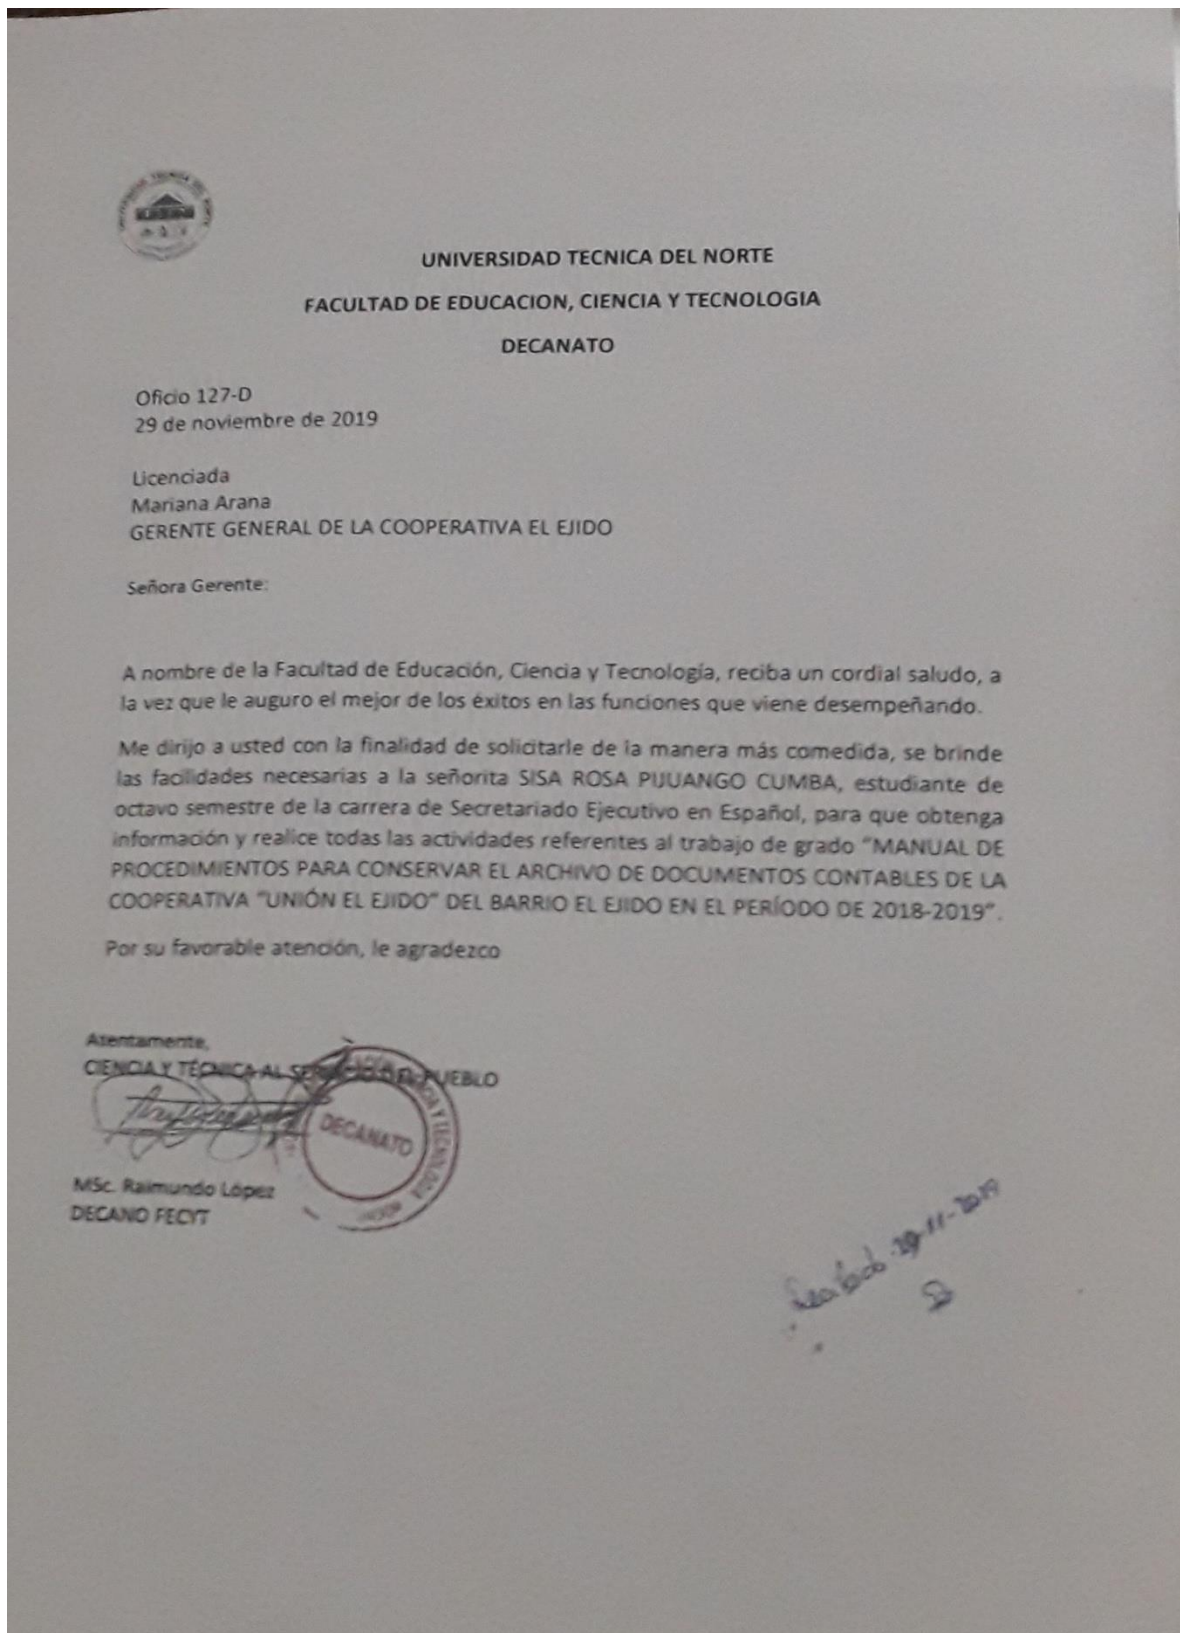 UNIVERSIDAD TECNICA DEL NORTE
UNIVERSIDAD TECNICA DEL NORTE
FACULTAD DE EDUCACION, CIENCIA Y TECNOLOGIA
DECANATO
Oficio 127-D
29 de noviembre de 2019
Licenciada
Mariana Arana
GERENTE GENERAL DE LA COOPERATIVA EL EJIDO
Señora Gerente:
A nombre de la Facultad de Educación, Ciencia y Tecnología, reciba un cordial saludo, a
la vez que le auguro el mejor de los éxitos en las funciones que viene desempeñando.
Me dirijo a usted con la finalidad de solicitarle de la manera más comedida, se brinde
las facilidades necesarias a la señorita SISA ROSA PIJUANGO CUMBA, estudiante de
octavo semestre de la carrera de Secretariado Ejecutivo en Español, para que obtenga
información y realice todas las actividades referentes al trabajo de grado "MANUAL DE
PROCEDIMIENTOS PARA CONSERVAR EL ARCHIVO DE DOCUMENTOS CONTABLES DE LA
COOPERATIVA "UNIÓN EL EJIDO" DEL BARRIO EL EJIDO EN EL PERÍODO DE 2018-2019".
Por su favorable atención, le agradezco
Atentamente,
CIENCIA Y TÉCNICA AL SERVICIO DEL PUEBLO
DECANATO
CIENCIA Y TECNOLOGIA
MSc. Raimundo López
DECANO FECYT
29-11-2019